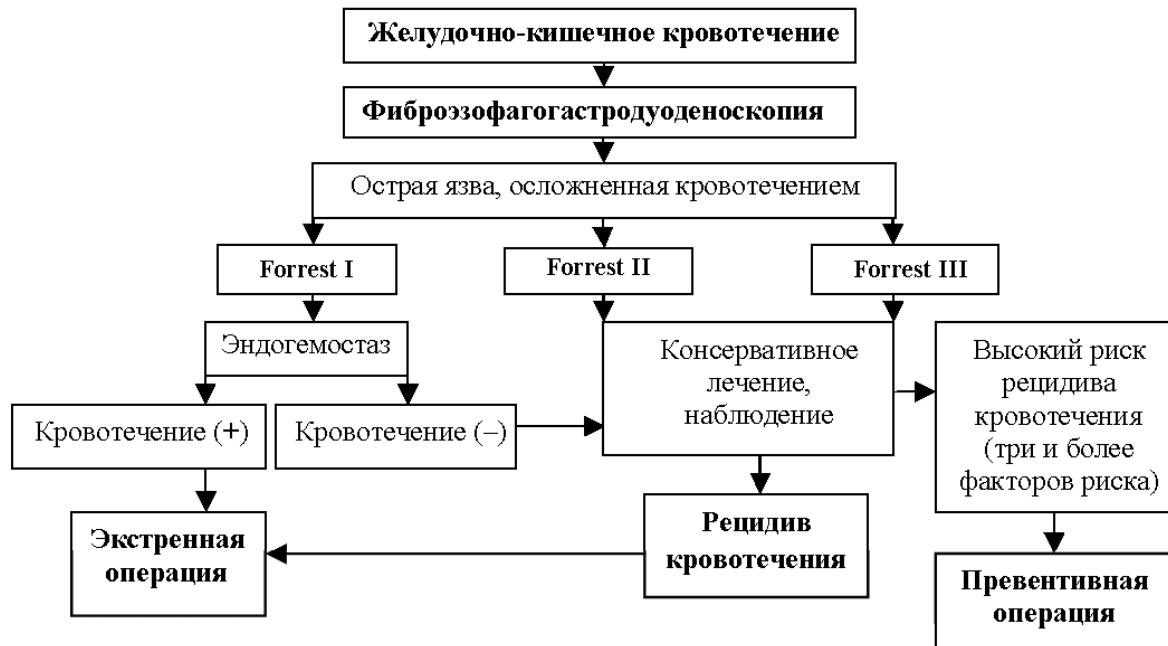 Желудочно-кишечное кровотечение
Фиброэзофагогастродуоденоскопия
Острая язва, осложненная кровотечением
Forrest I
Forrest II
Forrest III
Эндогемостаз
Консервативное
лечение,
наблюдение
Высокий риск
рецидива
кровотечения
(три и более
факторов риска)
Кровотечение (+)
Кровотечение (–)
Экстренная
операция
Рецидив
кровотечения
Превентивная
операция